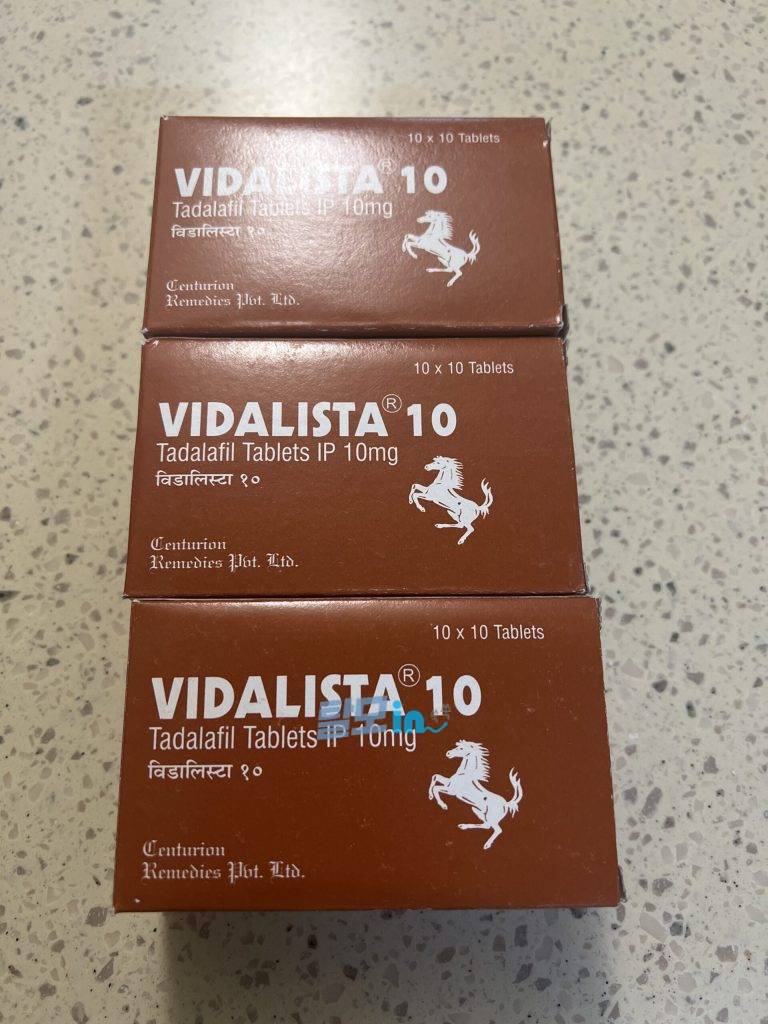 10 x 10 Tablets
VIDALISTA® 10
Tadalafil Tablets IP 10mg
विडालिस्टा १०
Centurion
Remedies Pvt. Ltd.
10 x 10 Tablets
VIDALISTA® 10
Tadalafil Tablets IP 10mg
विडालिस्टा १०
Centurion
Remedies Pvt. Ltd.
10 x 10 Tablets
VIDALISTA® 10
in
Tadalafil Tablets IP 10mg
विडालिस्टा १०
Centurion
Remedies Pvt. Ltd.